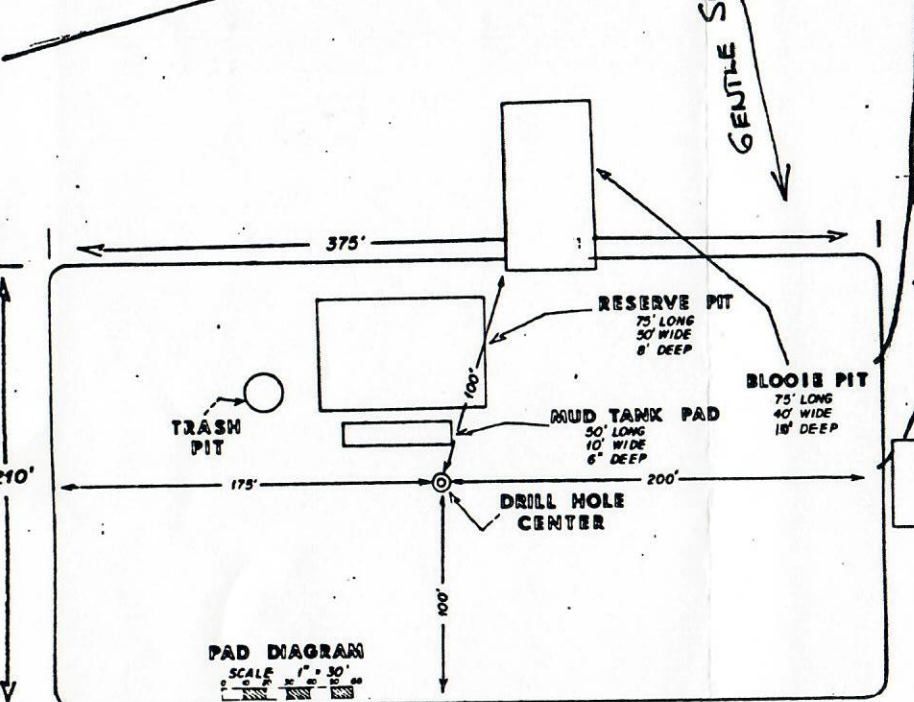 GENTLE S
375'
RESERVE PIT
75' LONG
50' WIDE
8' DEEP
100'
BLOOIE PIT
75' LONG
40' WIDE
10' DEEP
TRASH
PIT
MUD TANK PAD
50' LONG
10' WIDE
6" DEEP
210'
175'
200'
DRILL HOLE
CENTER
100'
PAD DIAGRAM
SCALE 1" = 30'